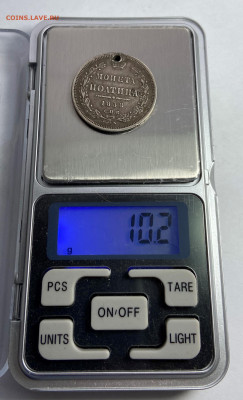 COINS.LAVE.RU
МОНЕТА
ПОЛТИНА
10.2
g
PCS
TARE
ON/OFF
UNITS
LIGHT